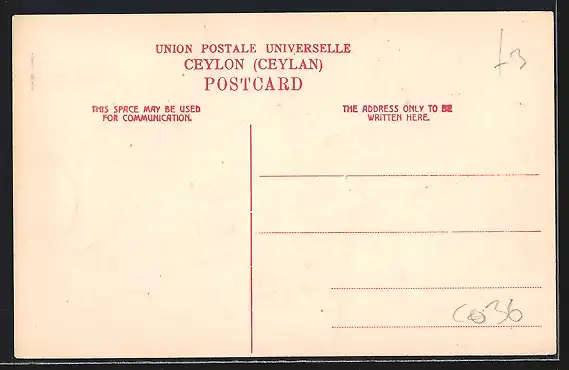 UNION POSTALE UNIVERSELLE
CEYLON (CEYLAN)
POSTCARD
THIS SPACE MAY BE USED
FOR COMMUNICATION.
THE ADDRESS ONLY TO BE
WRITTEN HERE.